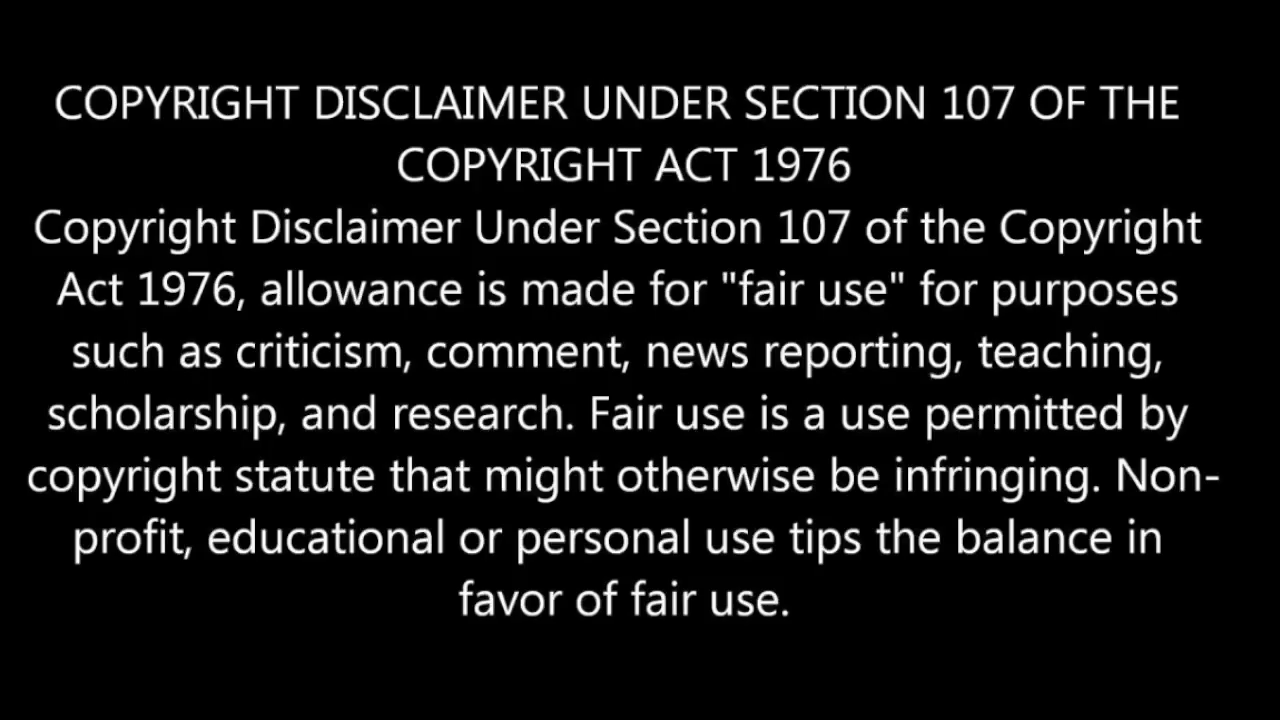 COPYRIGHT DISCLAIMER UNDER SECTION 107 OF THE
COPYRIGHT ACT 1976
Copyright Disclaimer Under Section 107 of the Copyright
Act 1976, allowance is made for "fair use" for purposes
such as criticism, comment, news reporting, teaching,
scholarship, and research. Fair use is a use permitted by
copyright statute that might otherwise be infringing. Non-
profit, educational or personal use tips the balance in
favor of fair use.